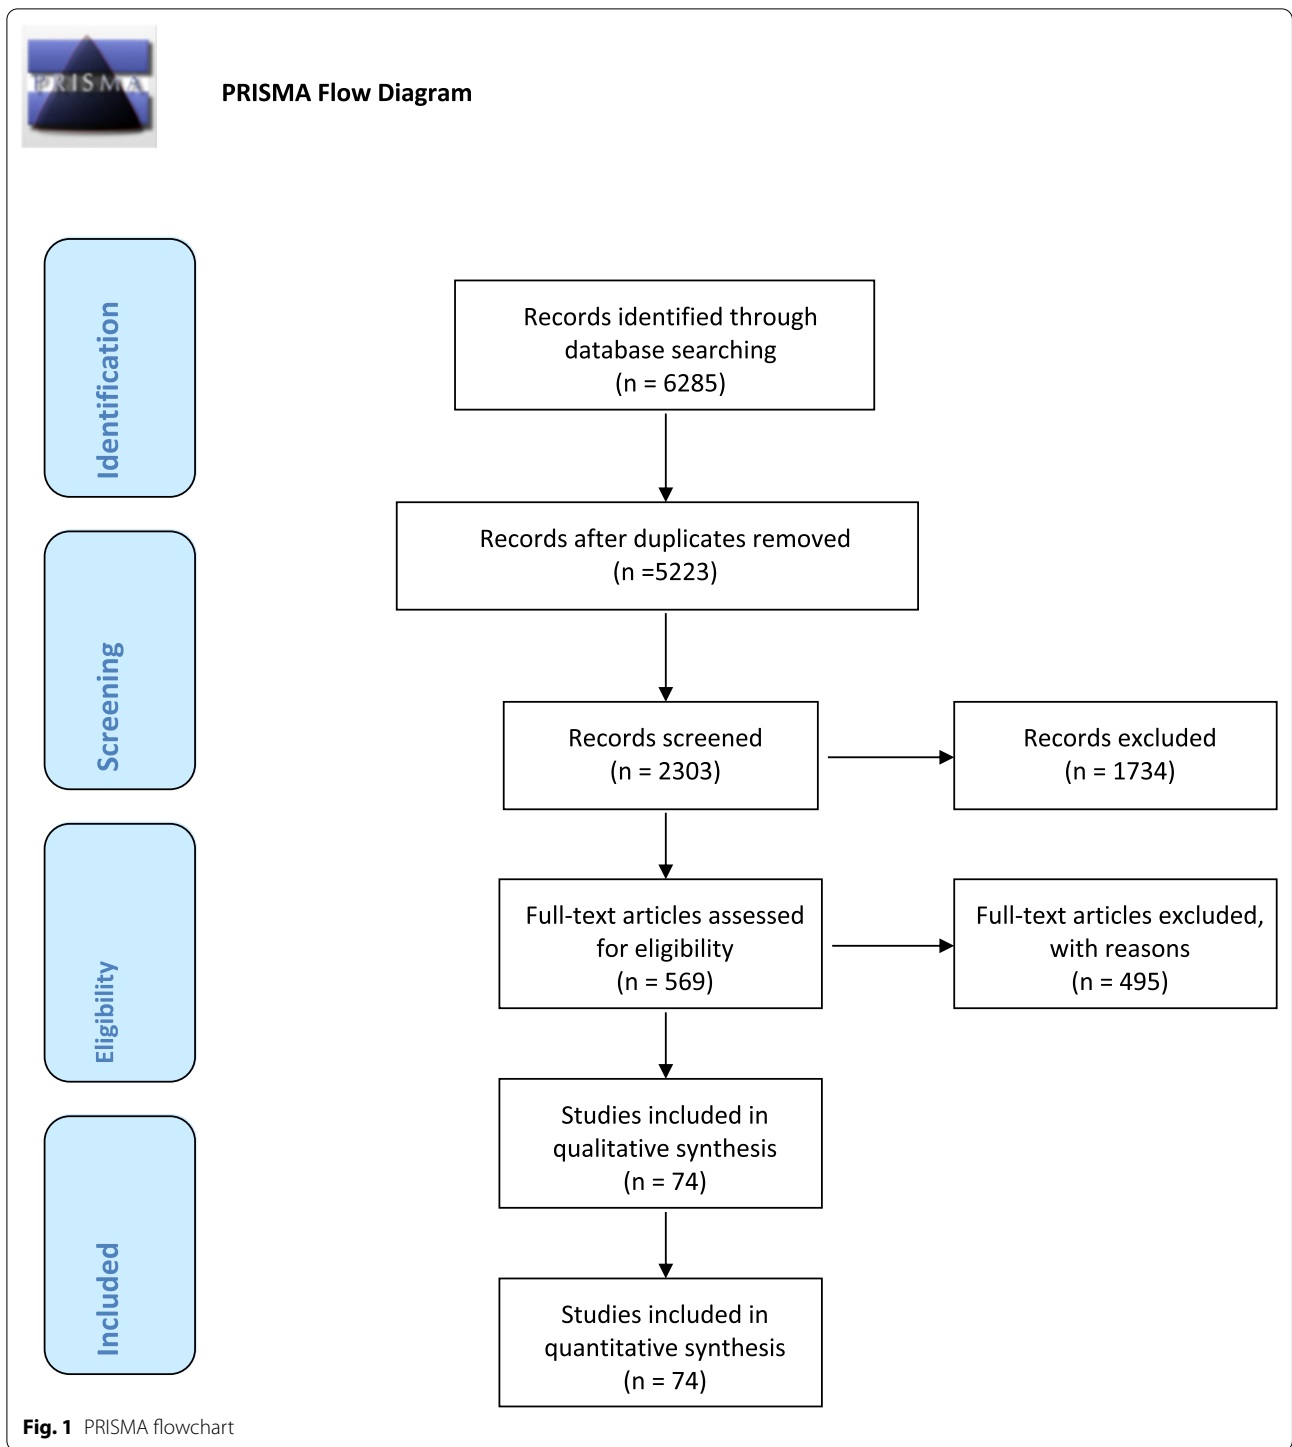 PRISMA
PRISMA Flow Diagram
Identification
Records identified through
database searching
(n = 6285)
Records after duplicates removed
(n =5223)
Screening
Records screened
(n = 2303)
Records excluded
(n = 1734)
Eligibility
Full-text articles assessed
for eligibility
(n = 569)
Full-text articles excluded,
with reasons
(n = 495)
Included
Studies included in
qualitative synthesis
(n = 74)
Studies included in
quantitative synthesis
(n = 74)
Fig. 1 PRISMA flowchart